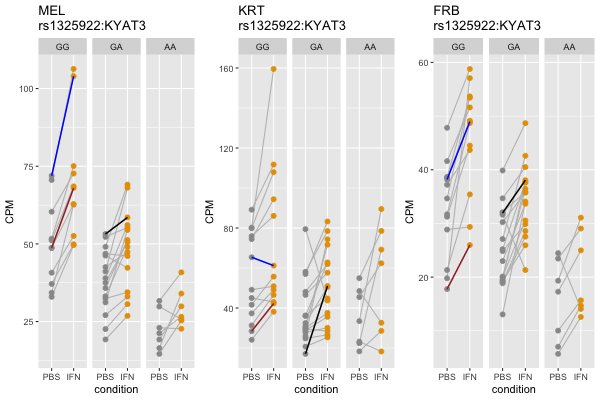 MEL
rs1325922:KYAT3
GG GA AA
CPM
100
75
50
25
PBS IFN PBS IFN PBS IFN
condition
KRT
rs1325922:KYAT3
GG GA AA
CPM
160
120
80
40
PBS IFN PBS IFN PBS IFN
condition
FRB
rs1325922:KYAT3
GG GA AA
CPM
60
40
20
PBS IFN PBS IFN PBS IFN
condition